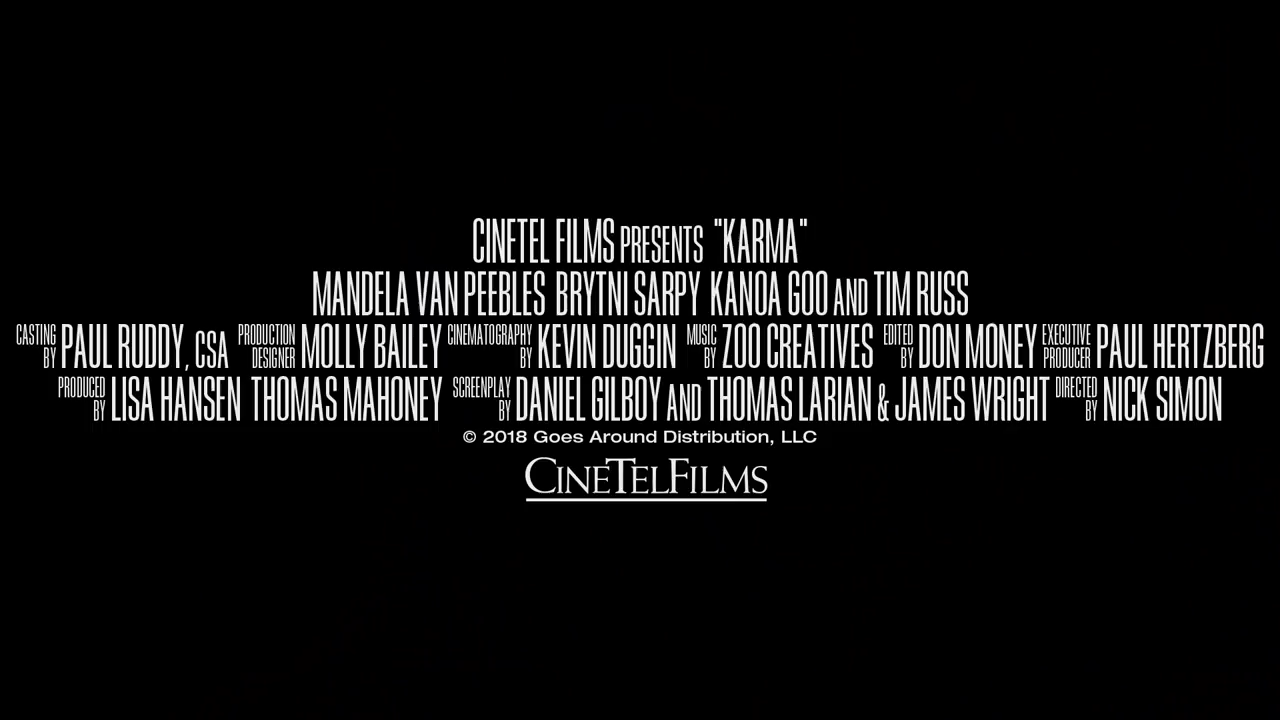 CINETEL FILMS PRESENTS "KARMA"
MANDELA VAN PEEBLES BRYTNI SARPY KANOA GOO AND TIM RUSS
CASTING BY PAUL RUDDY, CSA PRODUCTION DESIGNER MOLLY BAILEY CINEMATOGRAPHY BY KEVIN DUGGIN MUSIC BY ZOO CREATIVES EDITED BY DON MONEY EXECUTIVE PRODUCER PAUL HERTZBERG
PRODUCED BY LISA HANSEN THOMAS MAHONEY SCREENPLAY BY DANIEL GILBOY AND THOMAS LARIAN & JAMES WRIGHT DIRECTED BY NICK SIMON
© 2018 Goes Around Distribution, LLC
CINETELFILMS